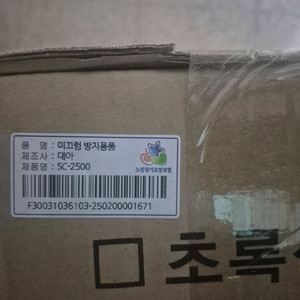 품 명 : 미끄럼 방지용품
제조사 : 대아
제품명 : SC-2500
노인장기요양보험
F30031036103-250200001671
□ 초록